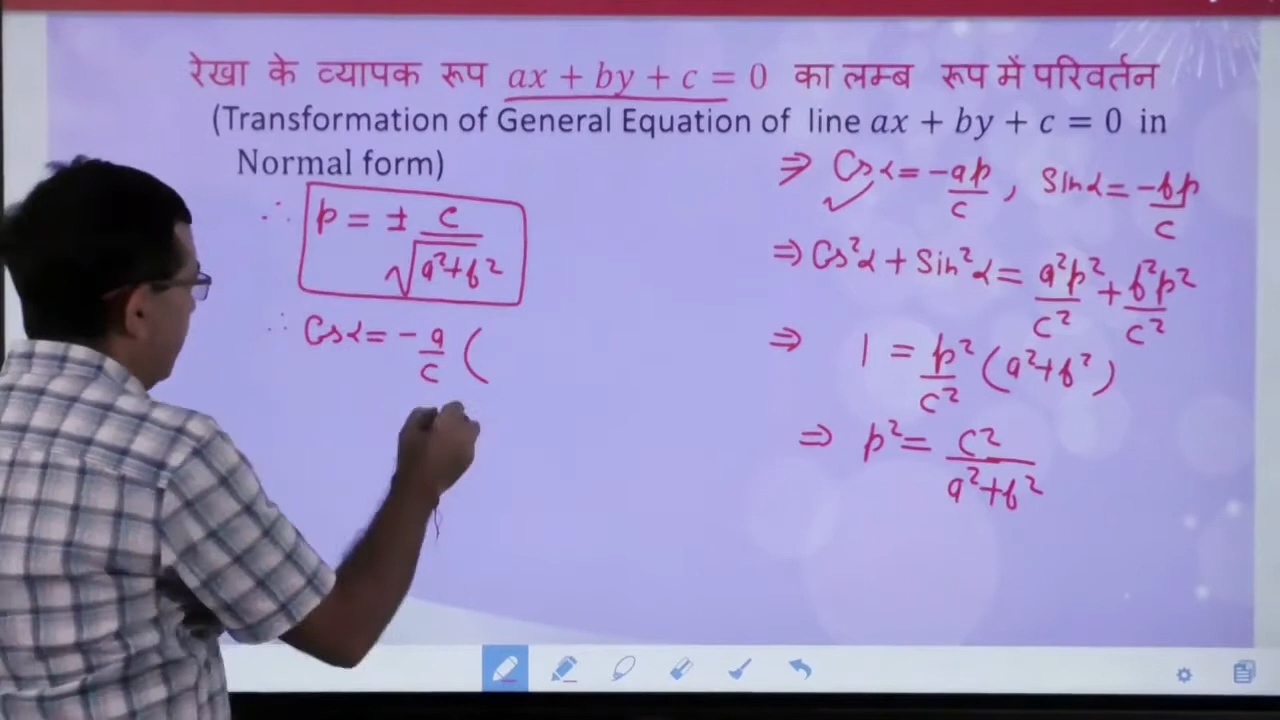 रेखा के व्यापक रूप ax + by + c = 0 का लम्ब रूप में परिवर्तन
(Transformation of General Equation of line ax + by + c = 0 in
Normal form)
∴ p = ± c/√(a²+b²)
∴ Cosα = -a/c (
⇒ Cosα = -ap/c, Sinα = -bp/c
⇒ Cos²α + Sin²α = a²p²/c² + b²p²/c²
⇒ 1 = p²/c² (a²+b²)
⇒ p² = c²/(a²+b²)